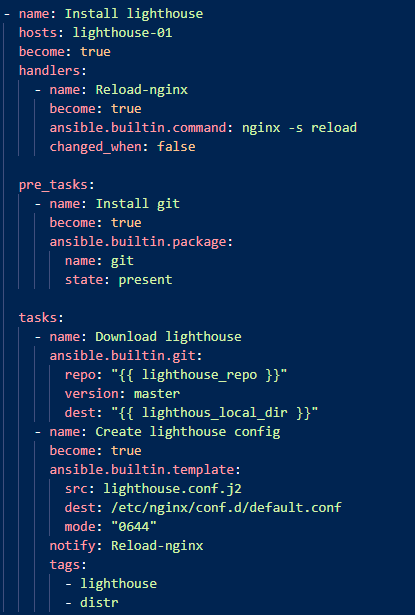 - name: Install lighthouse
  hosts: lighthouse-01
  become: true
  handlers:
    - name: Reload-nginx
      become: true
      ansible.builtin.command: nginx -s reload
      changed_when: false

  pre_tasks:
    - name: Install git
      become: true
      ansible.builtin.package:
        name: git
        state: present

  tasks:
    - name: Download lighthouse
      ansible.builtin.git:
        repo: "{{ lighthouse_repo }}"
        version: master
        dest: "{{ lighthous_local_dir }}"
    - name: Create lighthouse config
      become: true
      ansible.builtin.template:
        src: lighthouse.conf.j2
        dest: /etc/nginx/conf.d/default.conf
        mode: "0644"
      notify: Reload-nginx
      tags:
        - lighthouse
        - distr